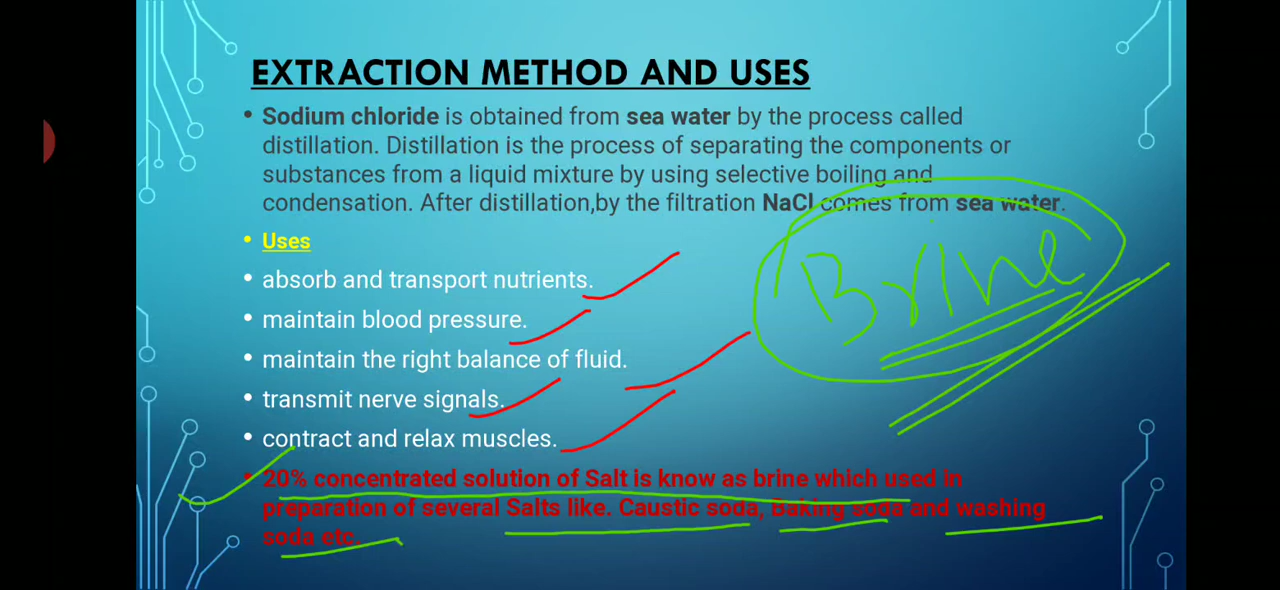 EXTRACTION METHOD AND USES
• Sodium chloride is obtained from sea water by the process called
distillation. Distillation is the process of separating the components or
substances from a liquid mixture by using selective boiling and
condensation. After distillation,by the filtration NaCl comes from sea water.
• Uses
Brine
• absorb and transport nutrients.
• maintain blood pressure.
• maintain the right balance of fluid.
• transmit nerve signals.
• contract and relax muscles.
• 20% concentrated solution of Salt is know as brine which used in
preparation of several Salts like. Caustic soda, Baking soda and washing
soda etc.